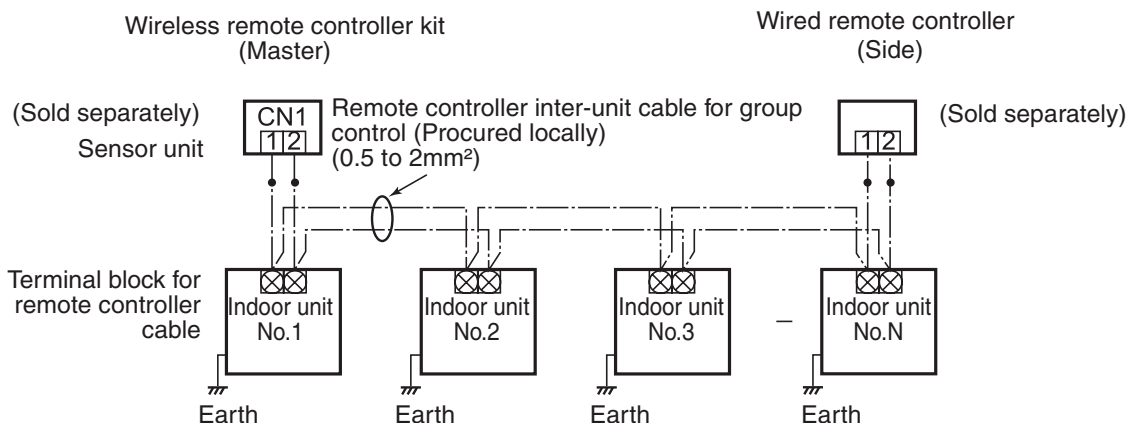 Wireless remote controller kit
(Master)
Wired remote controller
(Side)
(Sold separately)
Sensor unit
CN1
1 2
Remote controller inter-unit cable for group
control (Procured locally)
(0.5 to 2mm²)
1 2
(Sold separately)
Terminal block for
remote controller
cable
Indoor unit
No.1
Indoor unit
No.2
Indoor unit
No.3
–
Indoor unit
No.N
Earth
Earth
Earth
Earth